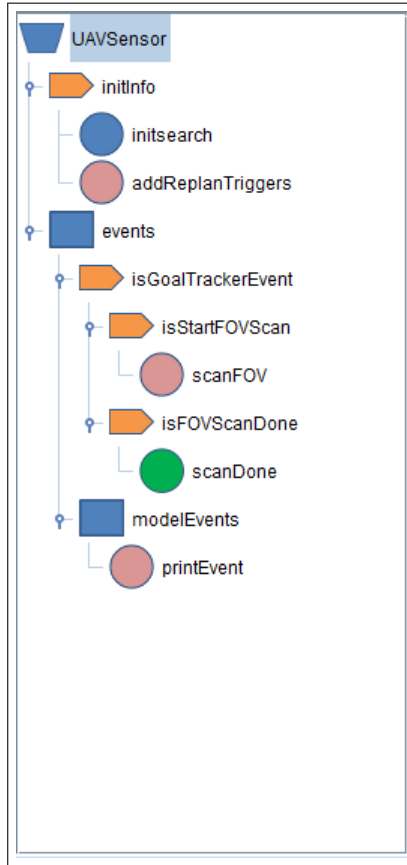 UAVSensor
initInfo
initsearch
addReplanTriggers
events
isGoalTrackerEvent
isStartFOVScan
scanFOV
isFOVScanDone
scanDone
modelEvents
printEvent